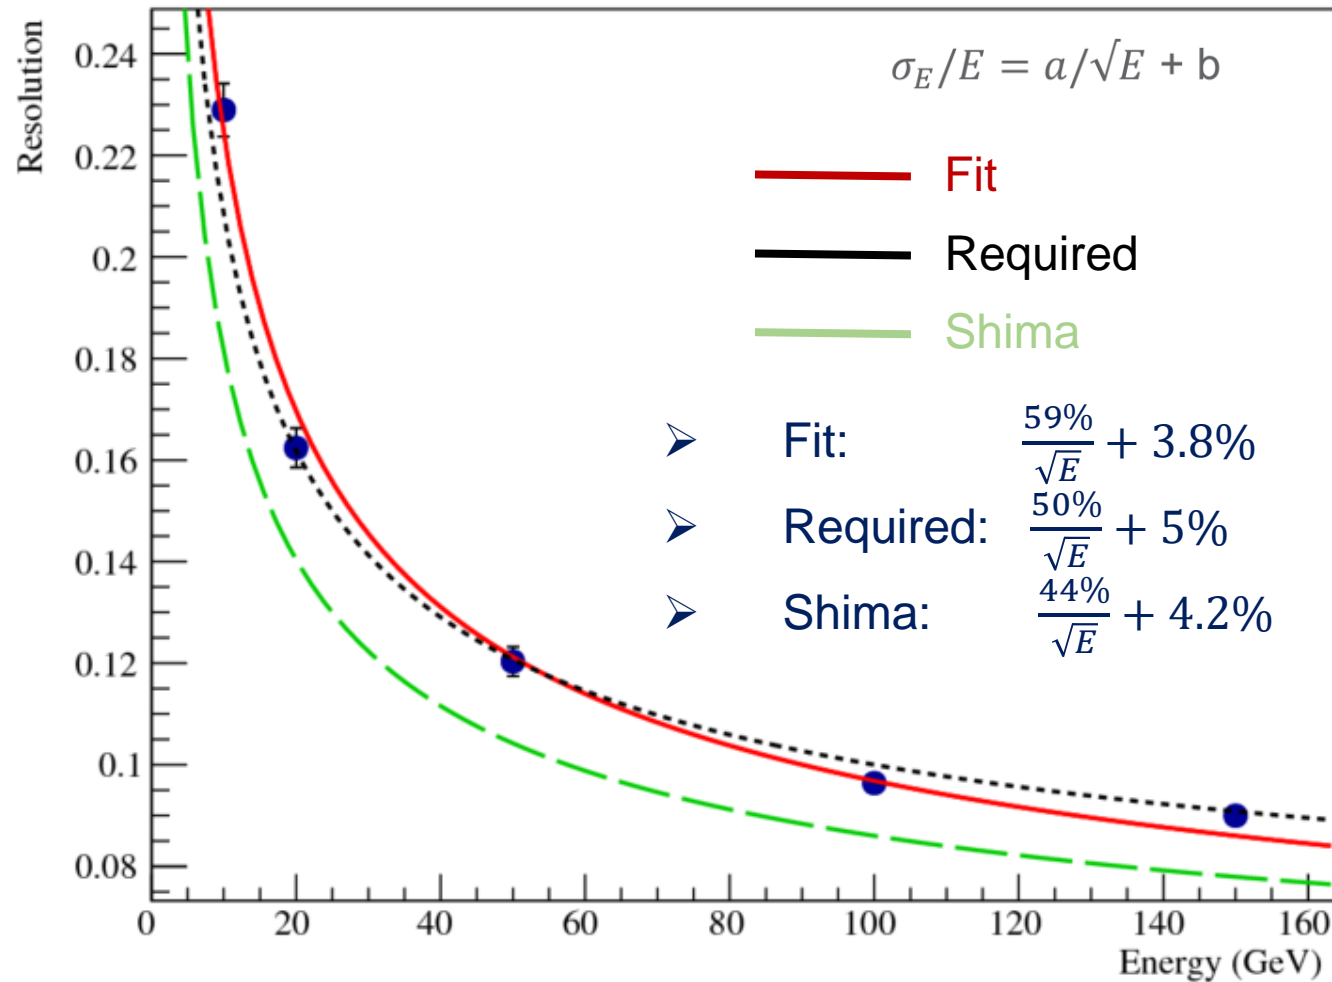 Resolution
0.24
0.22
0.2
0.18
0.16
0.14
0.12
0.1
0.08
σ_E/E = a/√E + b
Fit
Required
Shima
➢ Fit: 59%/√E + 3.8%
➢ Required: 50%/√E + 5%
➢ Shima: 44%/√E + 4.2%
0 20 40 60 80 100 120 140 160
Energy (GeV)